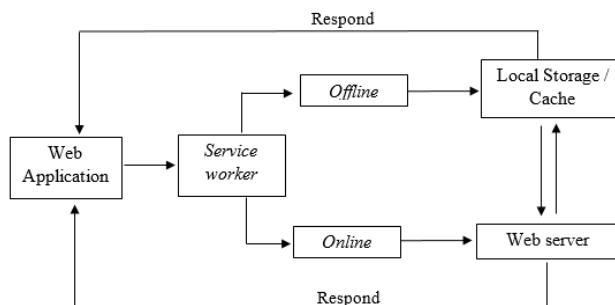 Respond
Local Storage /
Cache
Offline
Web
Application
Service
worker
Online
Web server
Respond